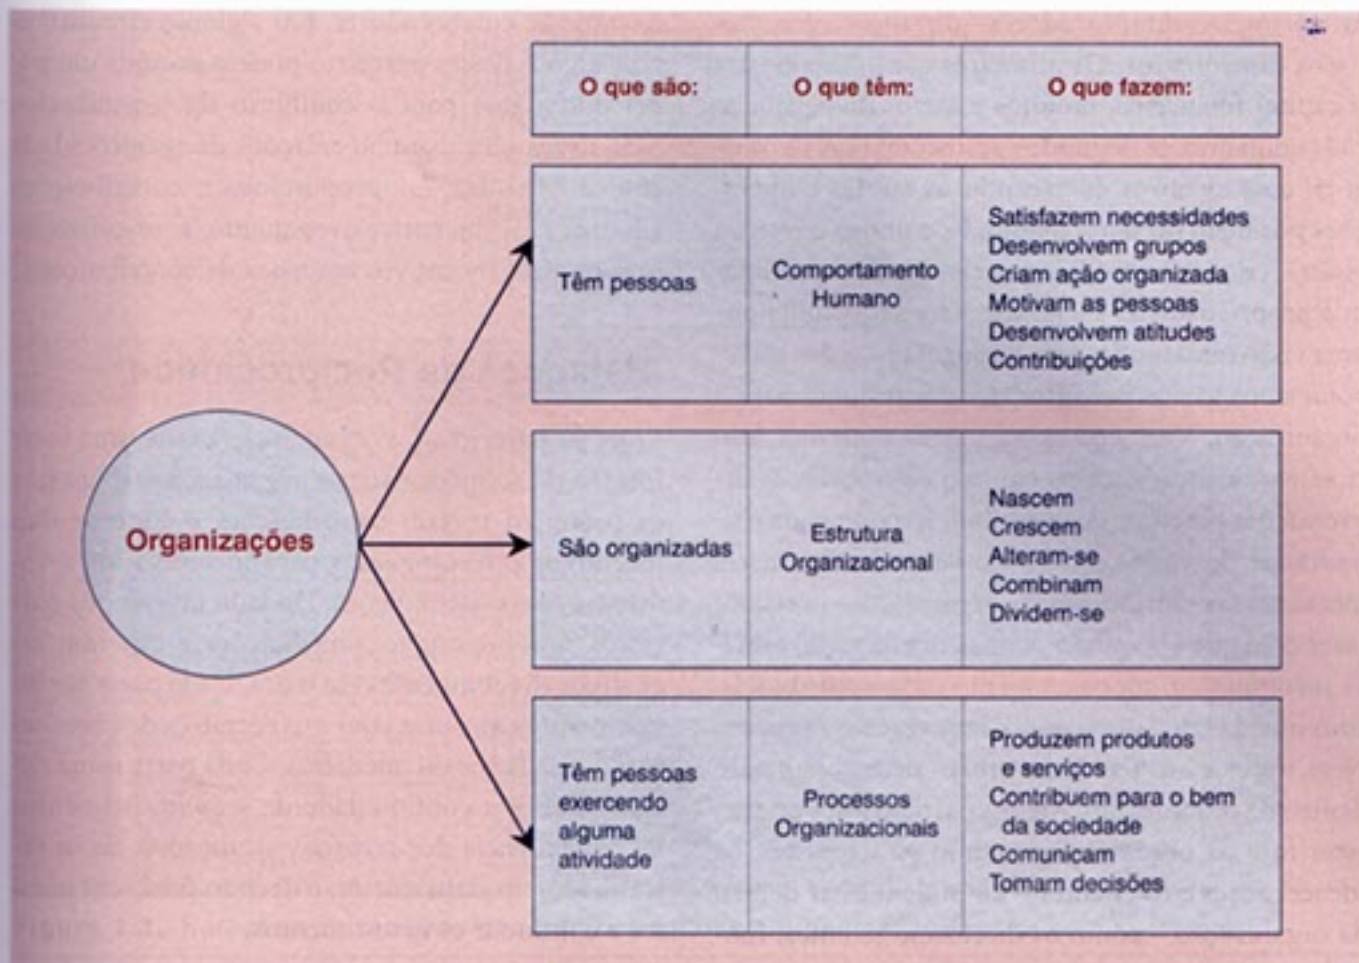 O que são:
O que têm:
O que fazem:
Têm pessoas
Comportamento
Humano
Satisfazem necessidades
Desenvolvem grupos
Criam ação organizada
Motivam as pessoas
Desenvolvem atitudes
Contribuições
Organizações
São organizadas
Estrutura
Organizacional
Nascem
Crescem
Alteram-se
Combinam
Dividem-se
Têm pessoas
exercendo
alguma
atividade
Processos
Organizacionais
Produzem produtos
e serviços
Contribuem para o bem
da sociedade
Comunicam
Tomam decisões